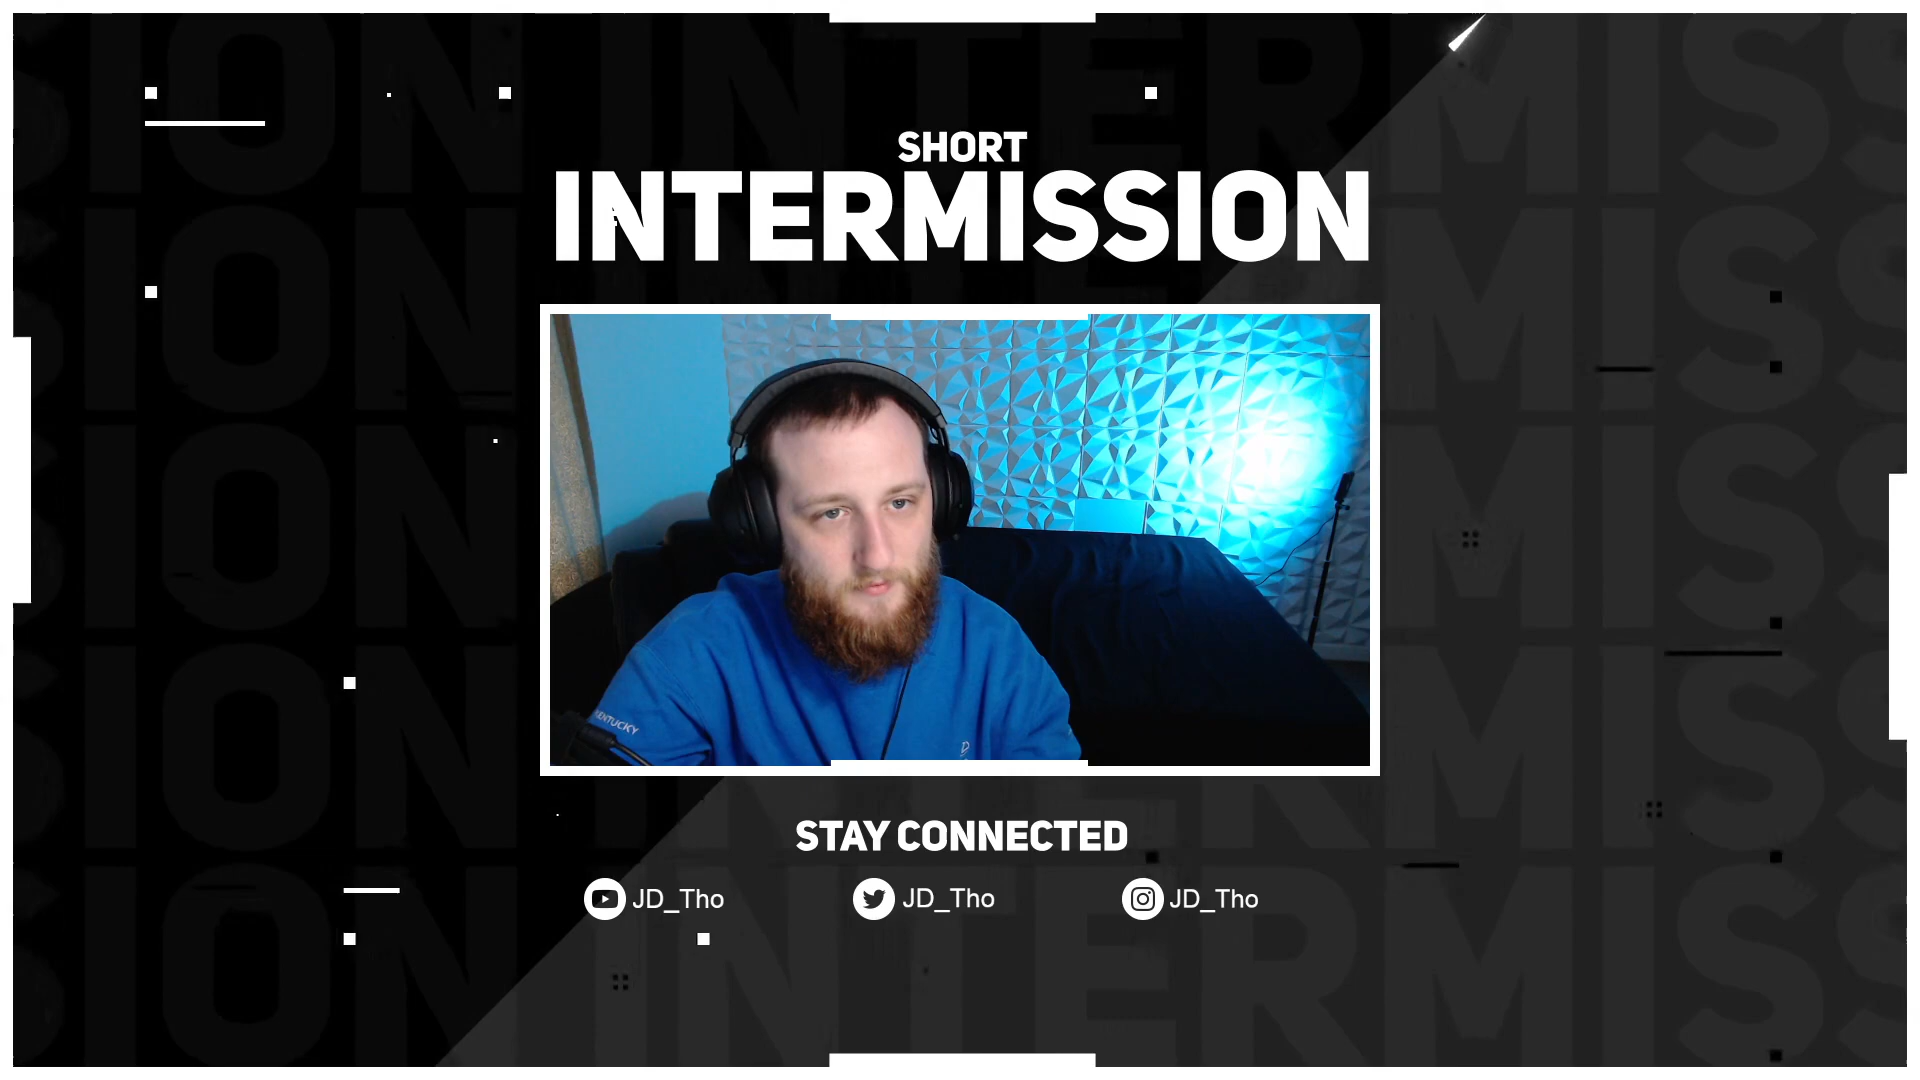 SHORT
INTERMISSION
STAY CONNECTED
JD_Tho
JD_Tho
JD_Tho